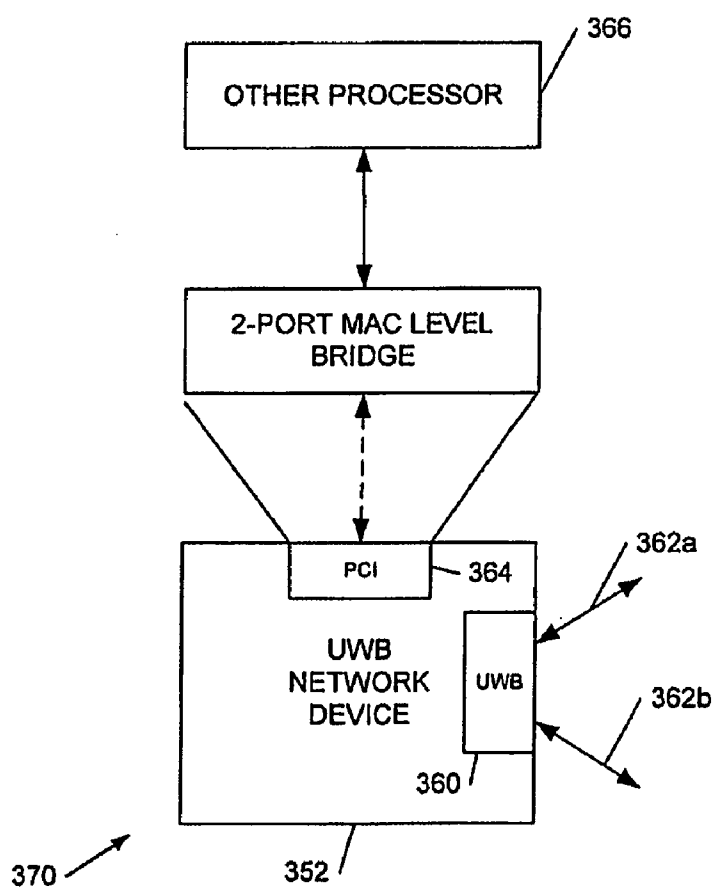 366
OTHER PROCESSOR
2-PORT MAC LEVEL
BRIDGE
362a
PCI
364
UWB
NETWORK
DEVICE
UWB
362b
360
370
352